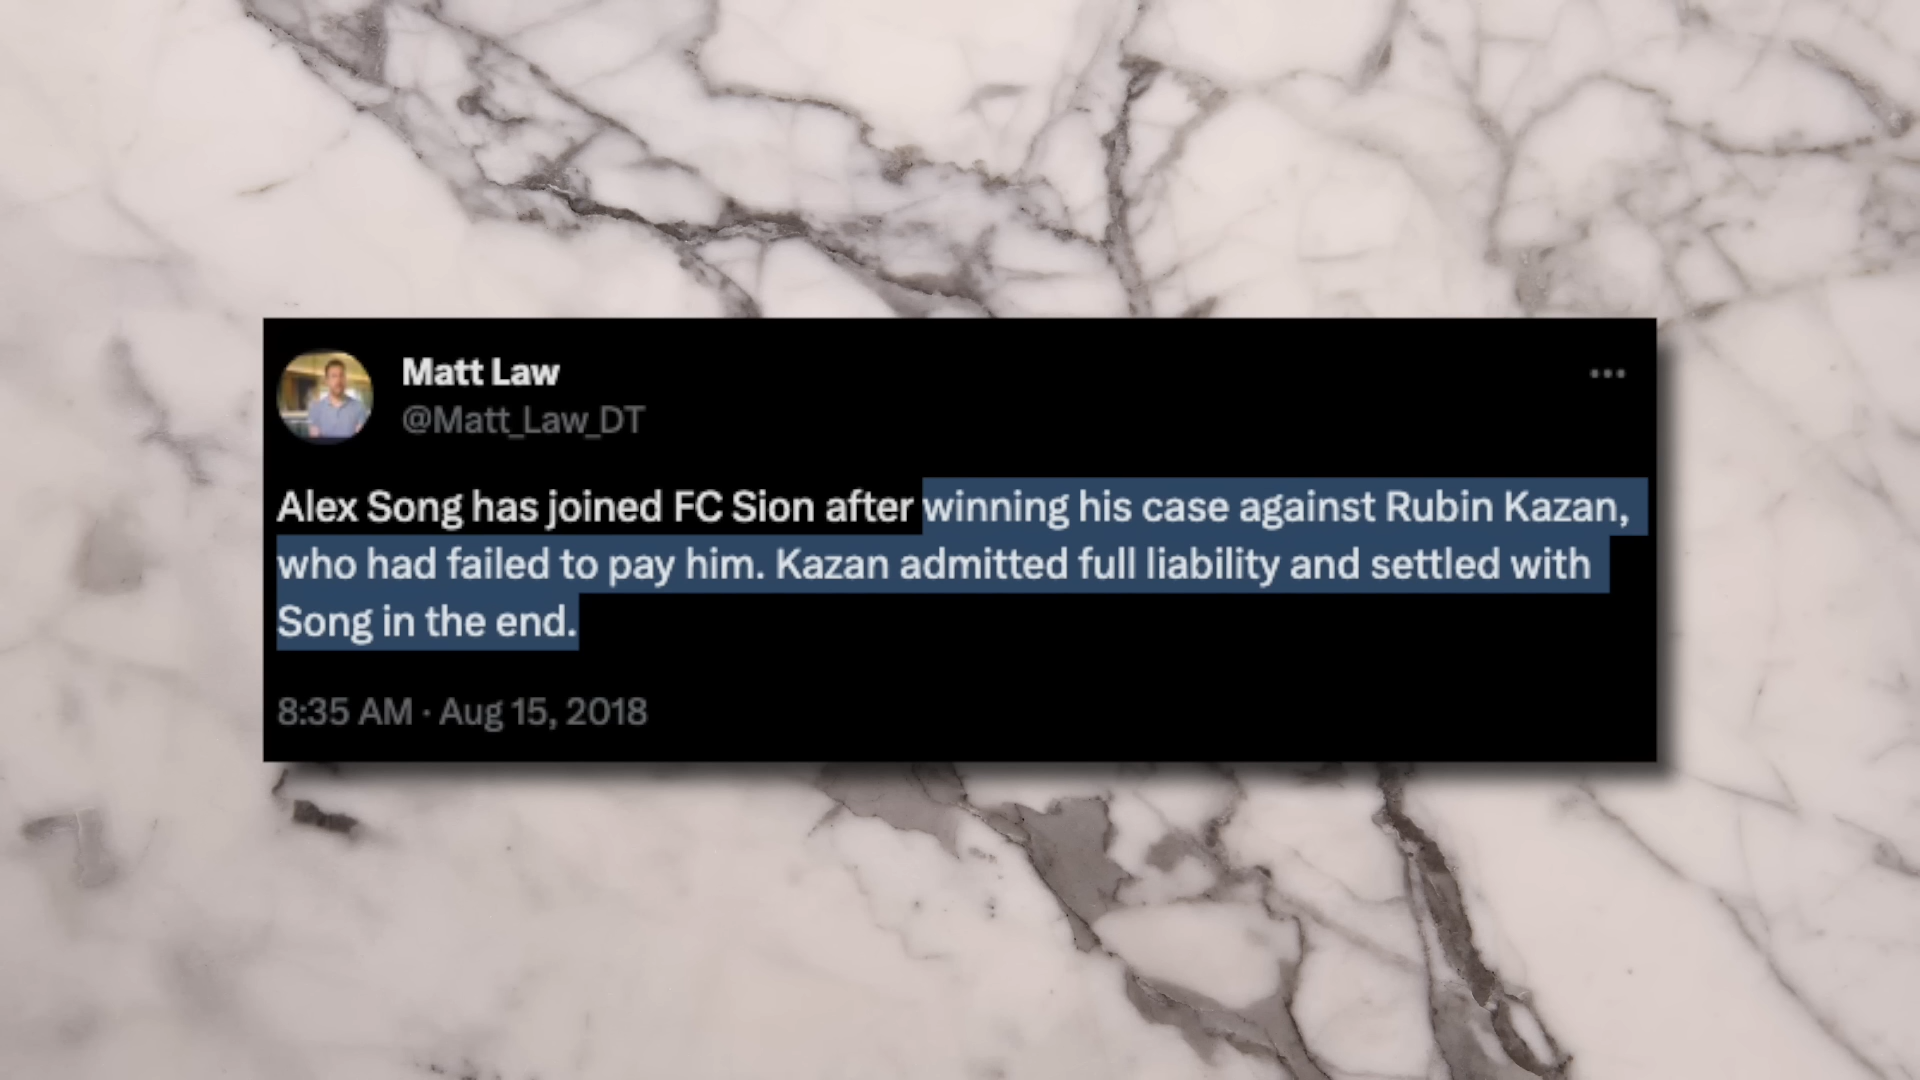 Matt Law
@Matt_Law_DT
Alex Song has joined FC Sion after winning his case against Rubin Kazan,
who had failed to pay him. Kazan admitted full liability and settled with
Song in the end.
8:35 AM · Aug 15, 2018